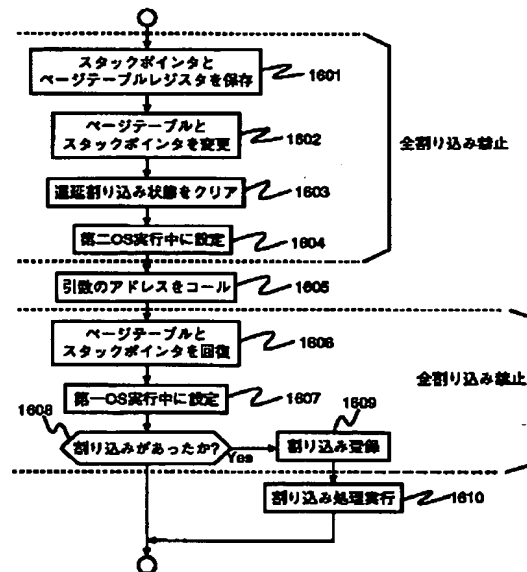 スタックポインタと
ページテーブルレジスタを保存
1601
ページテーブルと
スタックポインタを変更
1602
全割り込み禁止
遅延割り込み状態をクリア
1603
第二OS実行中に設定
1604
引数のアドレスをコール
1605
ページテーブルと
スタックポインタを回復
1606
第一OS実行中に設定
1607
全割り込み禁止
1608
割り込みがあったか?
Yes
1609
割り込み登録
割り込み処理実行
1610